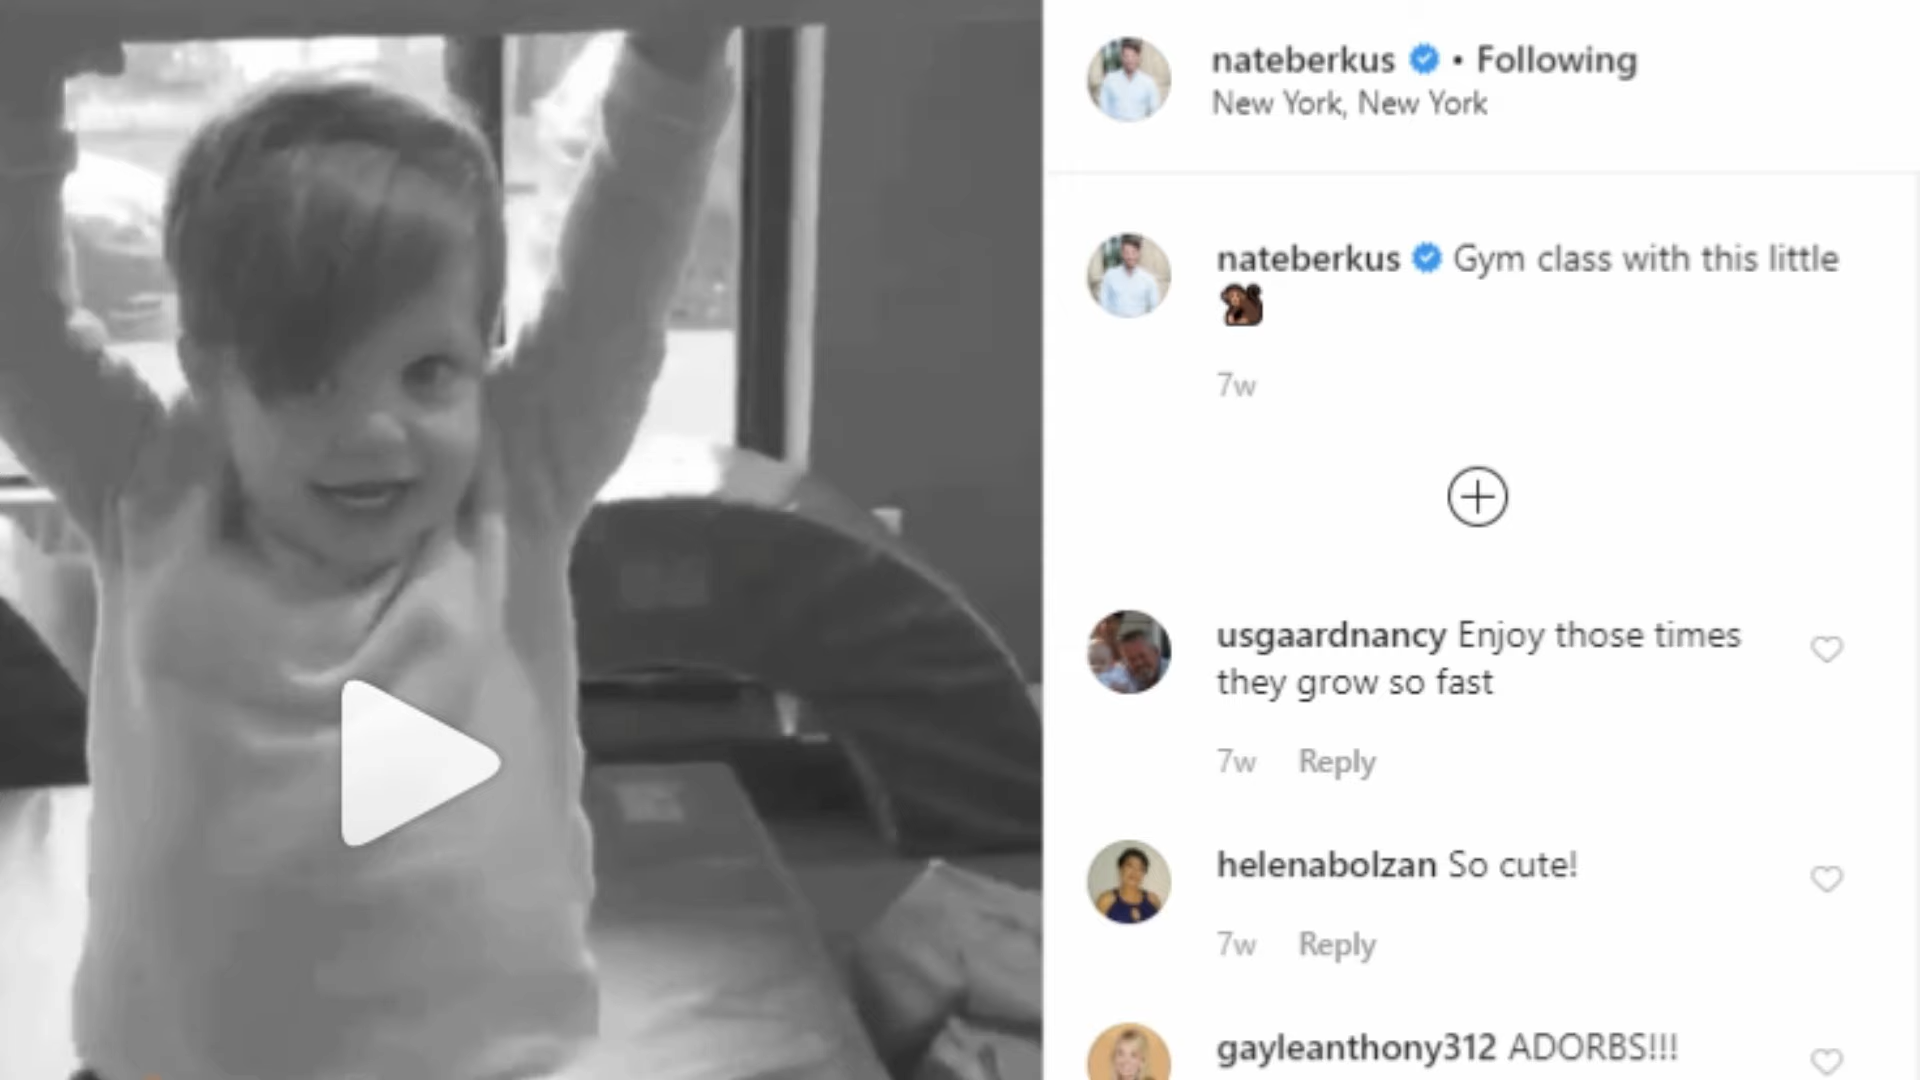 nateberkus • Following
New York, New York
nateberkus Gym class with this little
🐒
7w
usgaardnancy Enjoy those times
they grow so fast
7w Reply
helenabolzan So cute!
7w Reply
gayleanthony312 ADORBS!!!